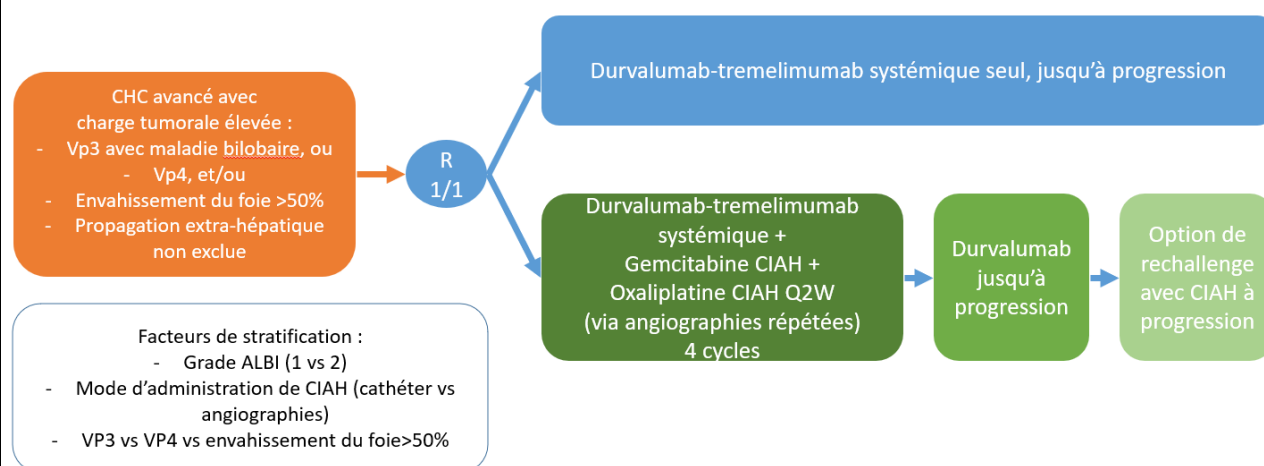 CHC avancé avec
charge tumorale élevée :
- Vp3 avec maladie bilobaire, ou
- Vp4, et/ou
- Envahissement du foie >50%
- Propagation extra-hépatique
non exclue
R
1/1
Durvalumab-tremelimumab systémique seul, jusqu’à progression
Durvalumab-tremelimumab
systémique +
Gemcitabine CIAH +
Oxaliplatine CIAH Q2W
(via angiographies répétées)
4 cycles
Durvalumab
jusqu’à
progression
Option de
rechallenge
avec CIAH à
progression
Facteurs de stratification :
- Grade ALBI (1 vs 2)
- Mode d’administration de CIAH (cathéter vs
angiographies)
- VP3 vs VP4 vs envahissement du foie>50%